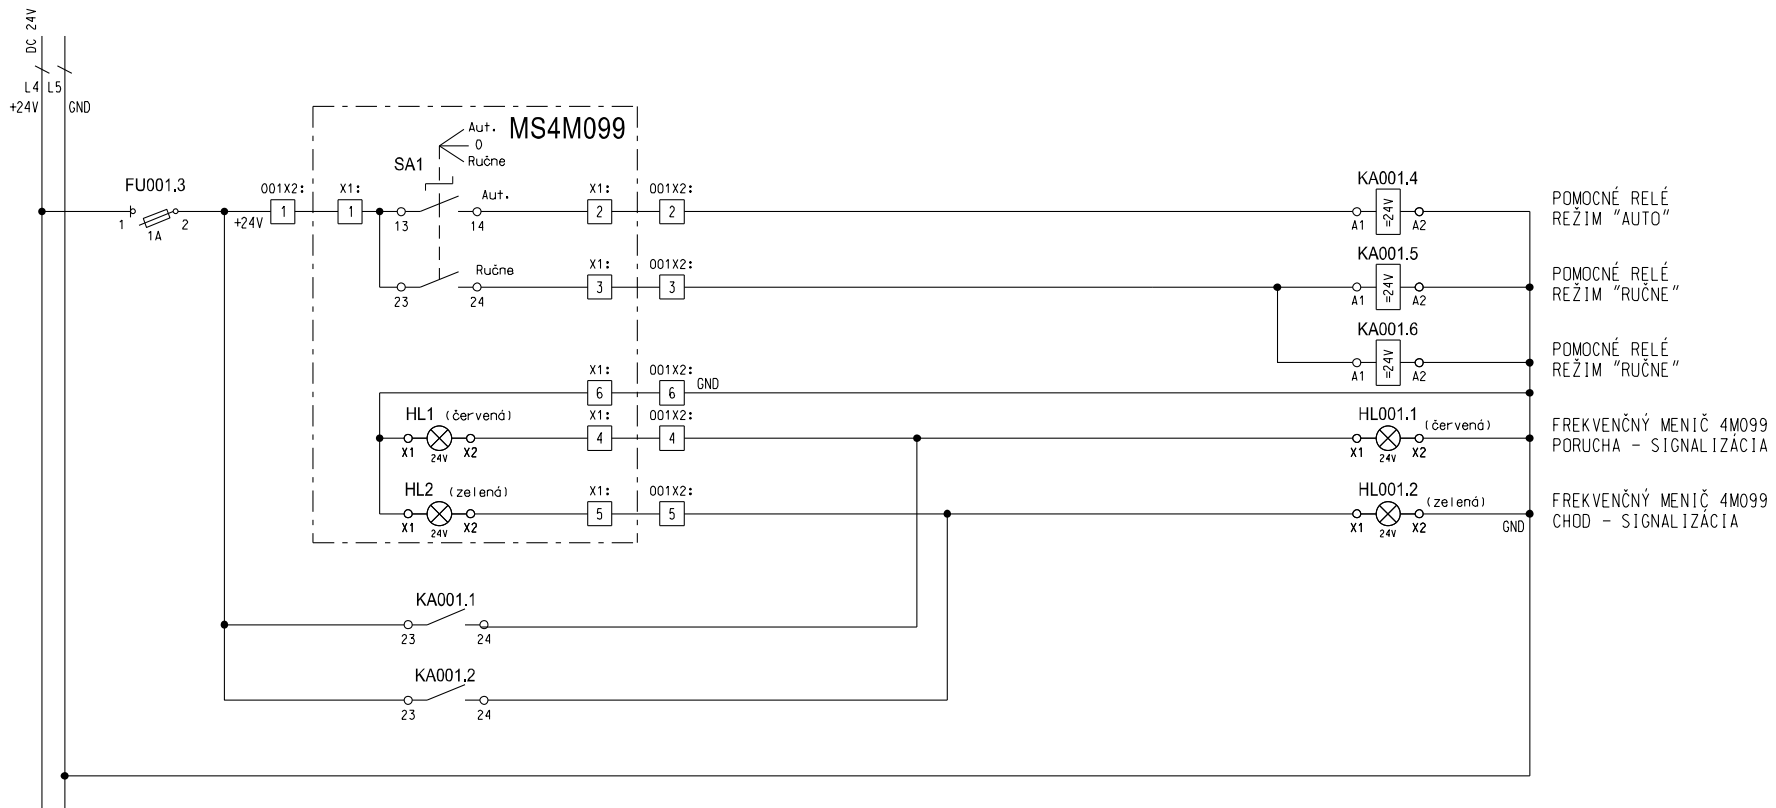 DC 24V
L4 L5
+24V
GND
MS4M099
Aut.
0
Ručne
SA1
FU001.3
1
1A
2
+24V
001X2:
1
X1:
1
13
Aut.
14
X1:
2
001X2:
2
KA001.4
A1
=24V
A2
POMOCNÉ RELÉ
REŽIM "AUTO"
23
Ručne
24
X1:
3
001X2:
3
KA001.5
A1
=24V
A2
POMOCNÉ RELÉ
REŽIM "RUČNE"
KA001.6
A1
=24V
A2
POMOCNÉ RELÉ
REŽIM "RUČNE"
X1:
6
001X2:
6
GND
HL1 (červená)
X1
24V
X2
X1:
4
001X2:
4
HL001.1
(červená)
X1
24V
X2
FREKVENČNÝ MENIČ 4M099
PORUCHA - SIGNALIZÁCIA
HL2 (zelená)
X1
24V
X2
X1:
5
001X2:
5
HL001.2
(zelená)
X1
24V
X2
GND
FREKVENČNÝ MENIČ 4M099
CHOD - SIGNALIZÁCIA
KA001.1
23
24
KA001.2
23
24